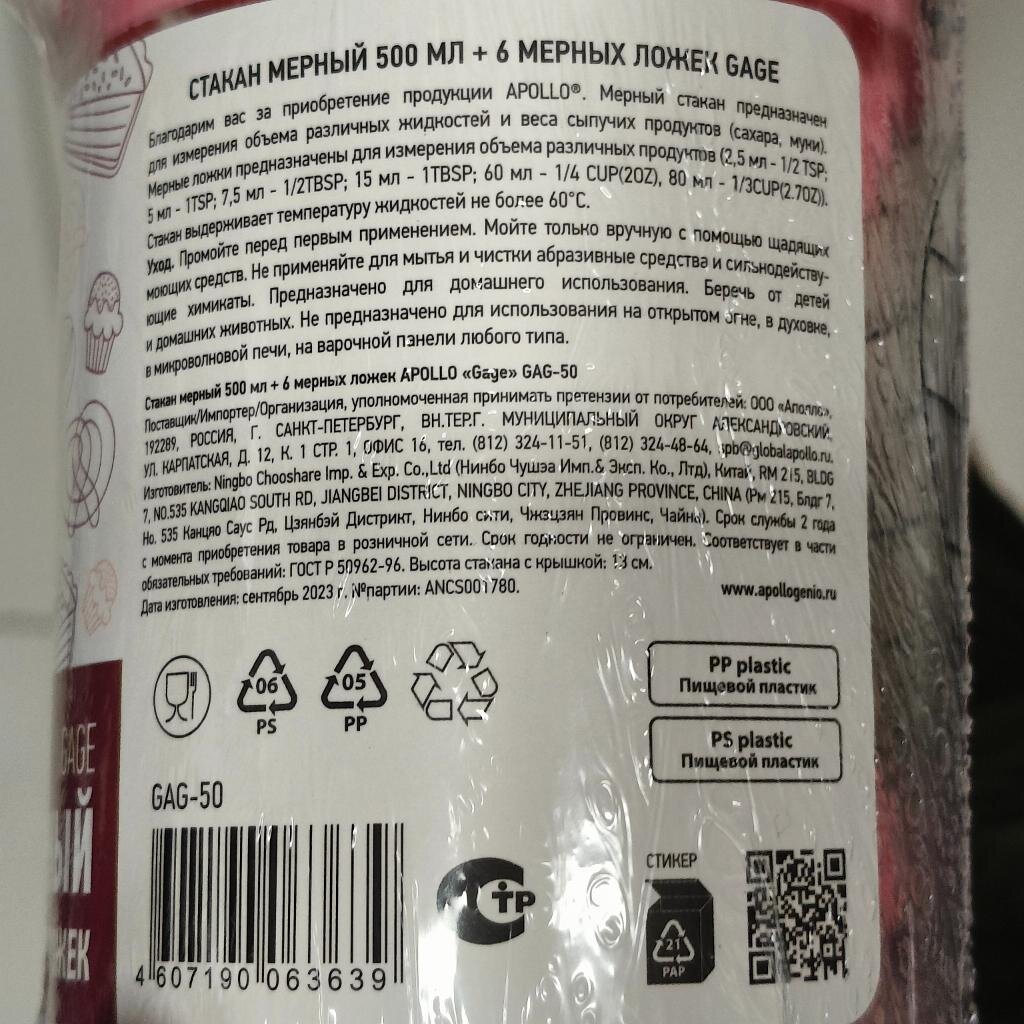 СТАКАН МЕРНЫЙ 500 МЛ + 6 МЕРНЫХ ЛОЖЕК GAGE
Благодарим вас за приобретение продукции APOLLO®. Мерный стакан предназначен
для измерения объема различных жидкостей и веса сыпучих продуктов (сахара, муки).
Мерные ложки предназначены для измерения объема различных продуктов (2,5 мл - 1/2 TSP;
5 мл - 1TSP; 7,5 мл - 1/2TBSP; 15 мл - 1TBSP; 60 мл - 1/4 CUP(2OZ), 80 мл - 1/3CUP(2.7OZ)).
Стакан выдерживает температуру жидкостей не более 60°C.
Уход. Промойте перед первым применением. Мойте только вручную с помощью щадящих
моющих средств. Не применяйте для мытья и чистки абразивные средства и сильнодейству-
ющие химикаты. Предназначено для домашнего использования. Беречь от детей
и домашних животных. Не предназначено для использования на открытом огне, в духовке,
в микроволновой печи, на варочной панели любого типа.
Стакан мерный 500 мл + 6 мерных ложек APOLLO «Gage» GAG-50
Поставщик/Импортер/Организация, уполномоченная принимать претензии от потребителей: ООО «Аполло»,
192289, РОССИЯ, Г. САНКТ-ПЕТЕРБУРГ, ВН.ТЕР.Г. МУНИЦИПАЛЬНЫЙ ОКРУГ АЛЕКСАНДРОВСКИЙ,
УЛ. КАРПАТСКАЯ, Д. 12, К. 1 СТР. 1, ОФИС 16, тел. (812) 324-11-51, (812) 324-48-64, spb@globalapollo.ru,
Изготовитель: Ningbo Chooshare Imp. & Exp. Co.,Ltd (Нинбо Чушэа Имп.& Эксп. Ко., Лтд), Китай, RM 215, BLDG
7, NO.535 KANGQIAO SOUTH RD, JIANGBEI DISTRICT, NINGBO CITY, ZHEJIANG PROVINCE, CHINA (Рм 215, Блдг 7,
Но. 535 Канцяо Саус Рд, Цзянбэй Дистрикт, Нинбо сити, Чжэцзян Провинс, Чайна). Срок службы 2 года
с момента приобретения товара в розничной сети. Срок годности не ограничен. Соответствует в части
обязательных требований: ГОСТ Р 50962-96. Высота стакана с крышкой: 13 см.
Дата изготовления: сентябрь 2023 г. №партии: ANCS001780.
www.apollogenio.ru
06
PS
05
PP
PP plastic
Пищевой пластик
PS plastic
Пищевой пластик
GAGE
ЫЙ
ЖЕК
GAG-50
4 607190 063639
СТР
СТИКЕР
21
PAP